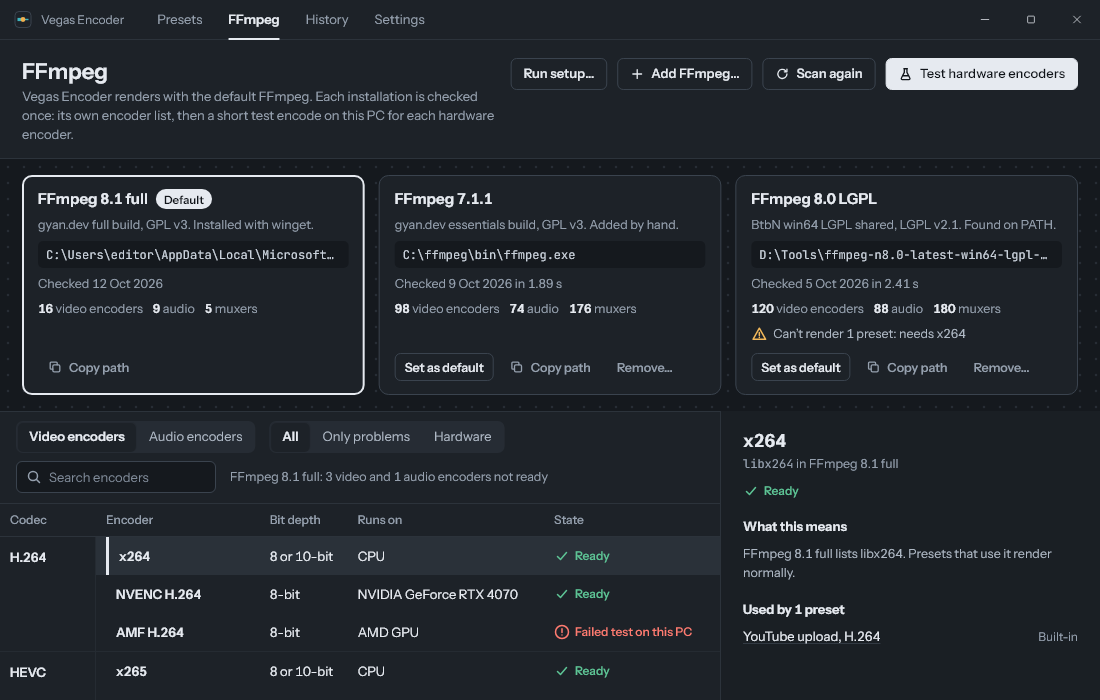 Vegas Encoder Presets FFmpeg History Settings
FFmpeg
Run setup... Add FFmpeg... Scan again Test hardware encoders
Vegas Encoder renders with the default FFmpeg. Each installation is checked
once: its own encoder list, then a short test encode on this PC for each hardware
encoder.
FFmpeg 8.1 full Default
gyan.dev full build, GPL v3. Installed with winget.
C:\Users\editor\AppData\Local\Microsoft…
Checked 12 Oct 2026
16 video encoders 9 audio 5 muxers
Copy path
FFmpeg 7.1.1
gyan.dev essentials build, GPL v3. Added by hand.
C:\ffmpeg\bin\ffmpeg.exe
Checked 9 Oct 2026 in 1.89 s
98 video encoders 74 audio 176 muxers
Set as default Copy path Remove...
FFmpeg 8.0 LGPL
BtbN win64 LGPL shared, LGPL v2.1. Found on PATH.
D:\Tools\ffmpeg-n8.0-latest-win64-lgpl-…
Checked 5 Oct 2026 in 2.41 s
120 video encoders 88 audio 180 muxers
Can't render 1 preset: needs x264
Set as default Copy path Remove...
Video encoders Audio encoders All Only problems Hardware
Search encoders FFmpeg 8.1 full: 3 video and 1 audio encoders not ready
Codec Encoder Bit depth Runs on State
H.264 x264 8 or 10-bit CPU Ready
NVENC H.264 8-bit NVIDIA GeForce RTX 4070 Ready
AMF H.264 8-bit AMD GPU Failed test on this PC
HEVC x265 8 or 10-bit CPU Ready
x264
libx264 in FFmpeg 8.1 full
Ready
What this means
FFmpeg 8.1 full lists libx264. Presets that use it render
normally.
Used by 1 preset
YouTube upload, H.264 Built-in